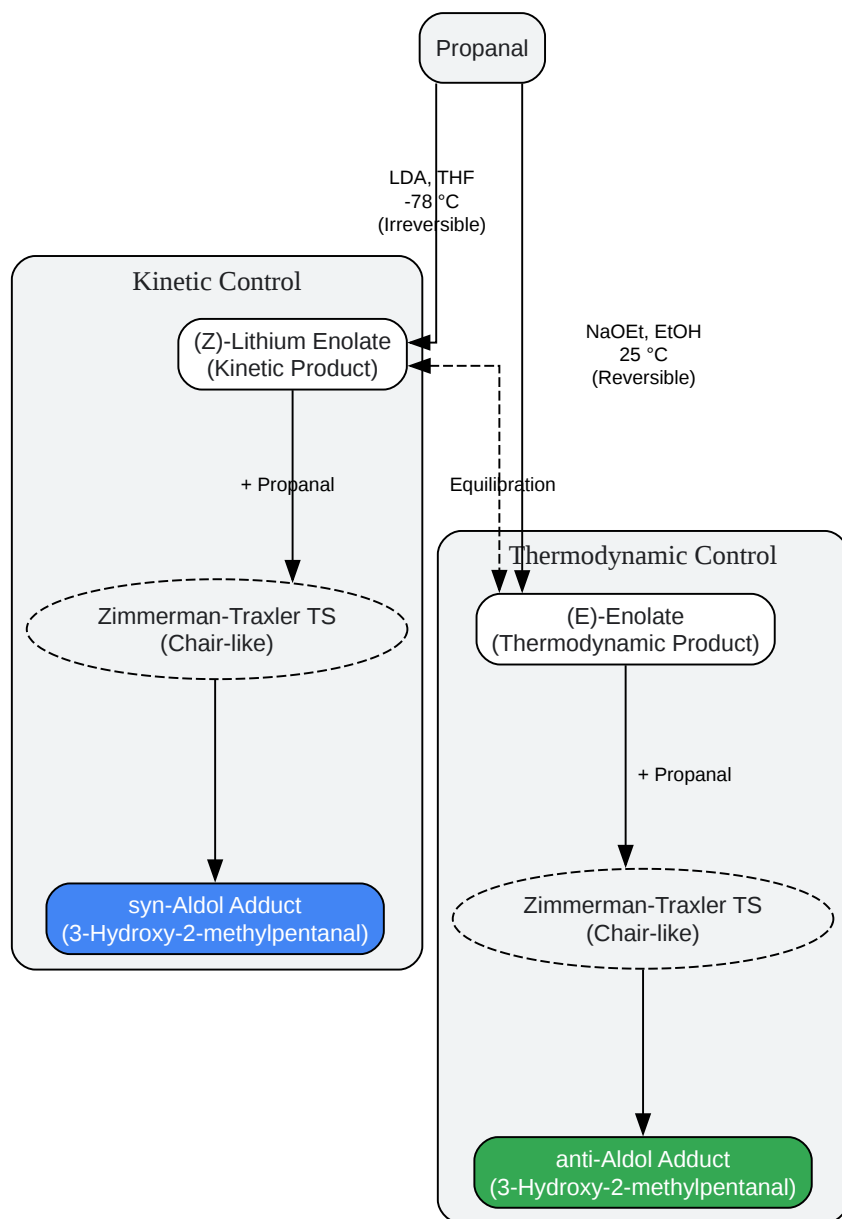 Propanal
LDA, THF
-78 °C
(Irreversible)
Kinetic Control
(Z)-Lithium Enolate
(Kinetic Product)
NaOEt, EtOH
25 °C
(Reversible)
+ Propanal
Equilibration
Thermodynamic Control
Zimmerman-Traxler TS
(Chair-like)
(E)-Enolate
(Thermodynamic Product)
+ Propanal
syn-Aldol Adduct
(3-Hydroxy-2-methylpentanal)
Zimmerman-Traxler TS
(Chair-like)
anti-Aldol Adduct
(3-Hydroxy-2-methylpentanal)